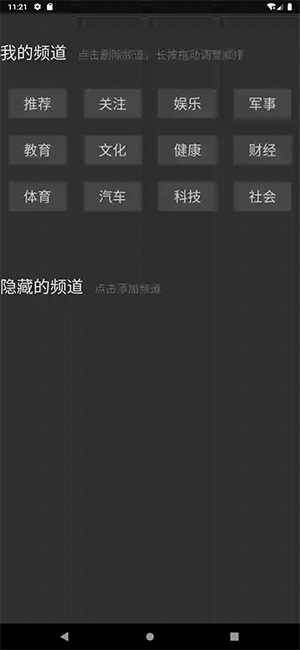 11:21
我的频道 点击删除频道，长按拖动调整顺序
推荐 关注 娱乐 军事
教育 文化 健康 财经
体育 汽车 科技 社会
隐藏的频道 点击添加频道